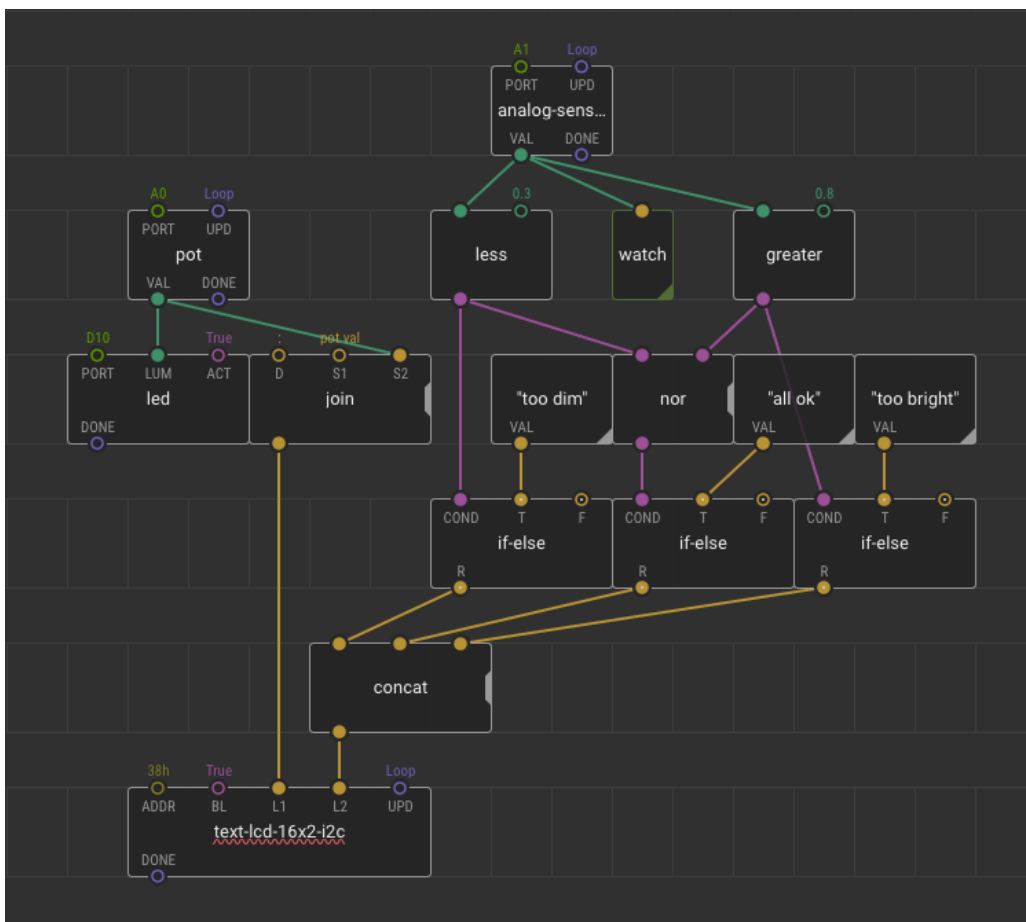 A1 Loop
PORT UPD
analog-sens...
VAL DONE
A0 Loop
PORT UPD
pot
VAL DONE
0.3
less
watch
0.8
greater
D10 True
PORT LUM ACT
led
DONE
: pot val
D S1 S2
join
"too dim"
VAL
nor
"all ok"
VAL
"too bright"
VAL
COND T F
if-else
R
COND T F
if-else
R
COND T F
if-else
R
concat
38h True Loop
ADDR BL L1 L2 UPD
text-lcd-16x2-i2c
DONE